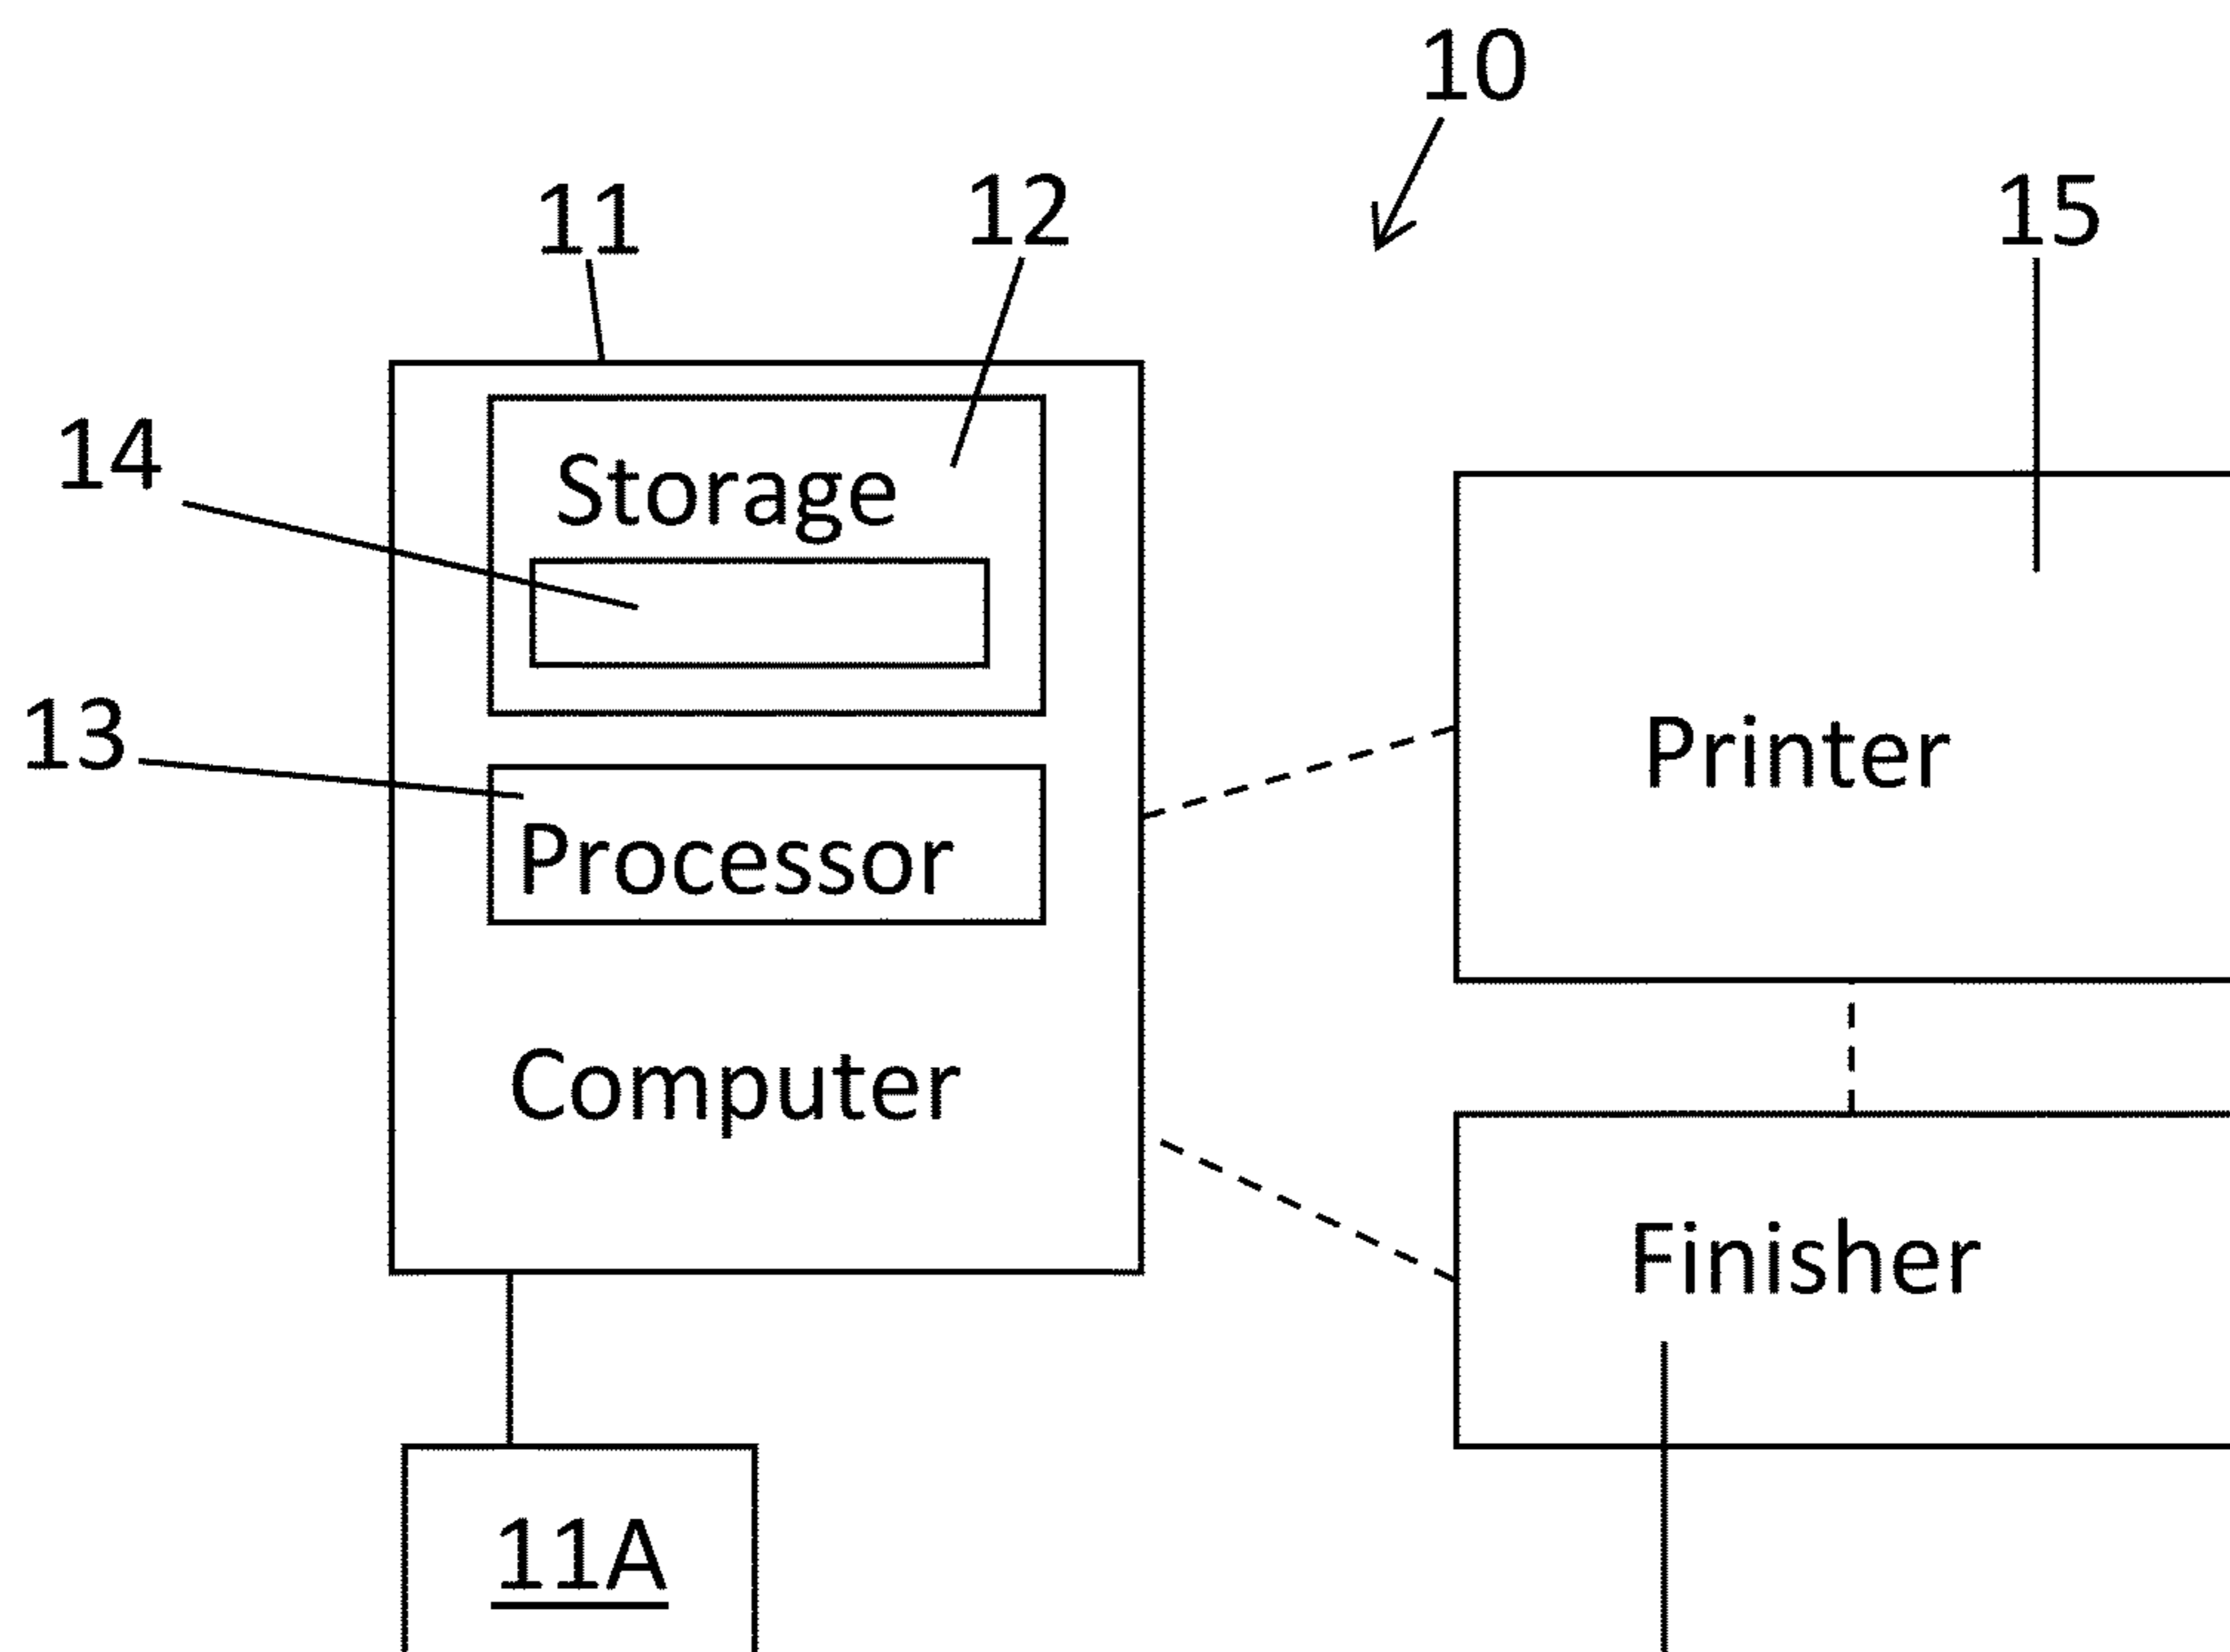 10
11
12
15
14
Storage
13
Printer
Processor
Computer
Finisher
11A